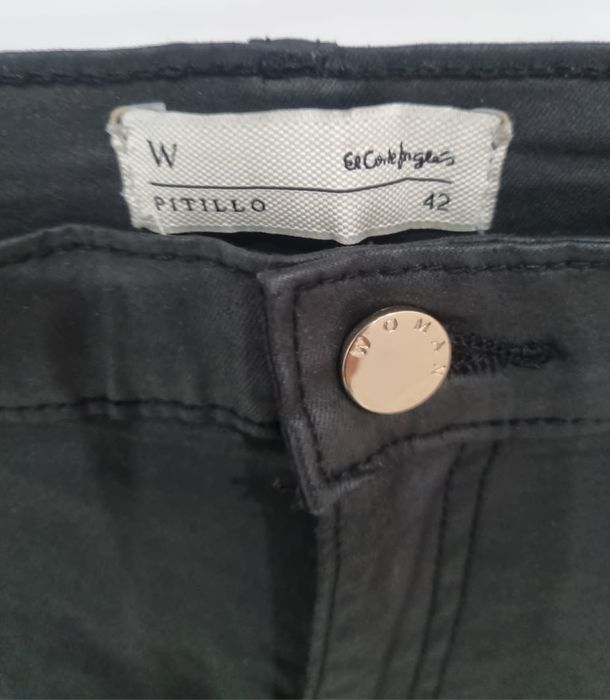 W El Corte Inglés
PITILLO 42
WOMAN